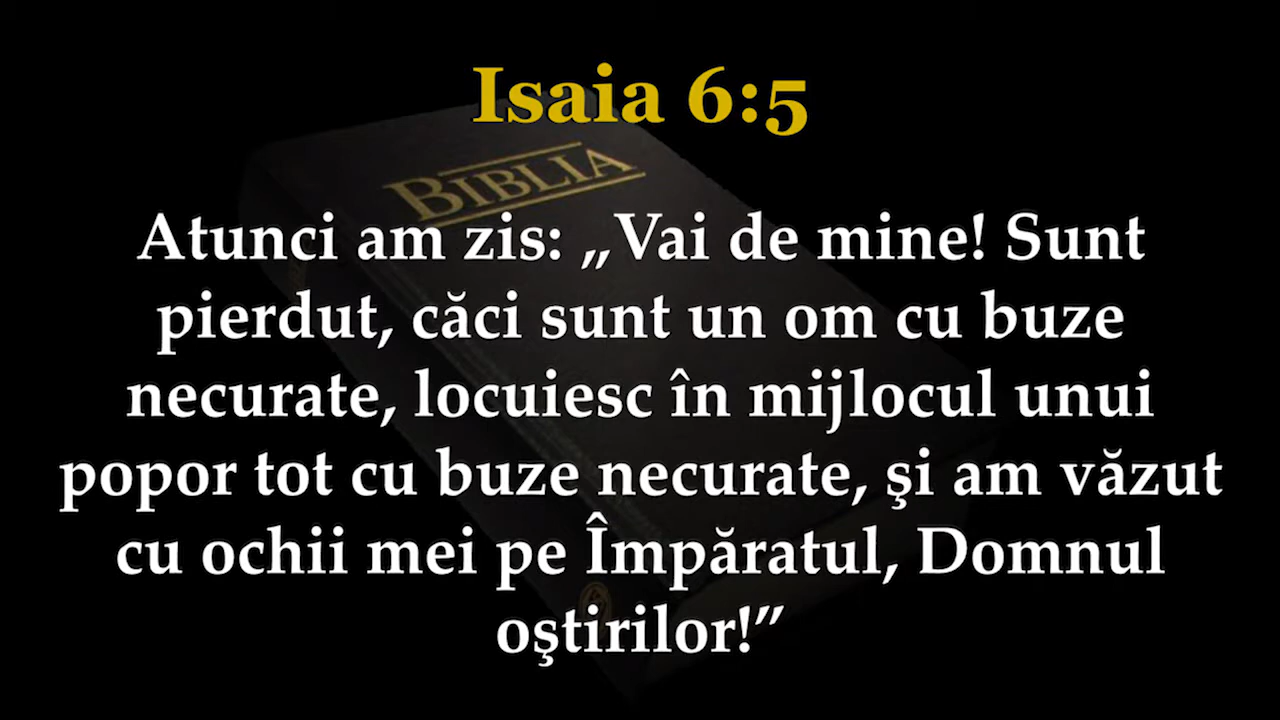 Isaia 6:5
BIBLIA
Atunci am zis: „Vai de mine! Sunt
pierdut, căci sunt un om cu buze
necurate, locuiesc în mijlocul unui
popor tot cu buze necurate, şi am văzut
cu ochii mei pe Împăratul, Domnul
oştirilor!”